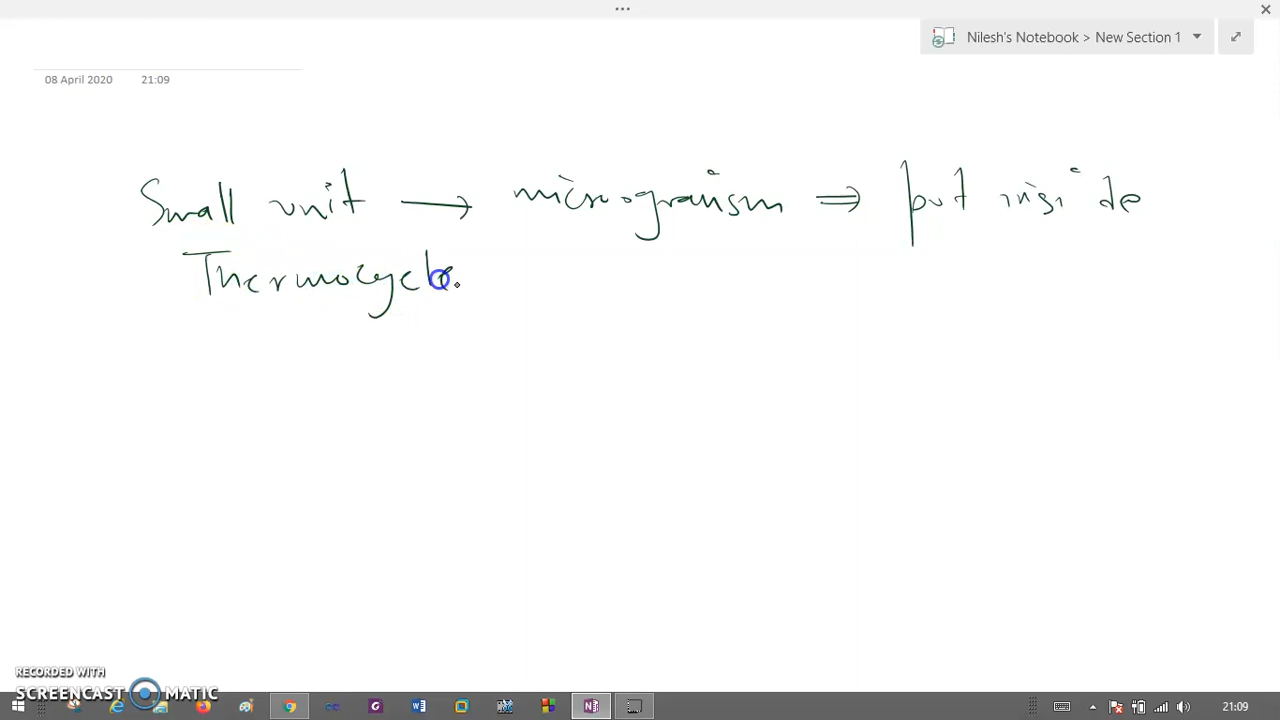 ...
Nilesh's Notebook > New Section 1
08 April 2020 21:09
Small unit → microgranism ⇒ put inside
Thermocycle
RECORDED WITH
SCREENCAST MATIC
21:09